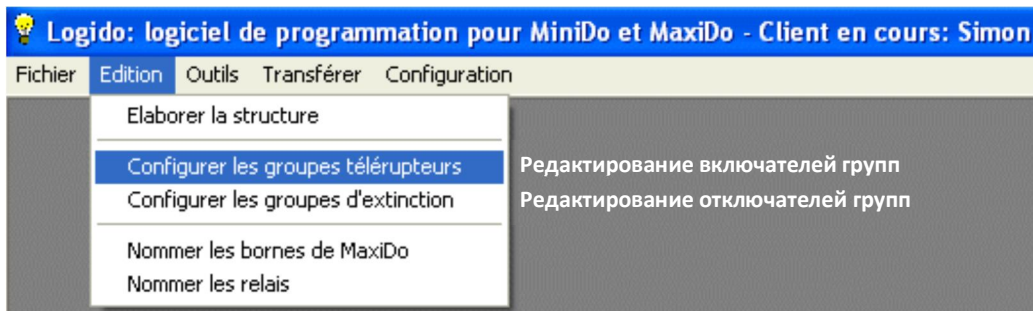 Logido: logiciel de programmation pour MiniDo et MaxiDo - Client en cours: Simon
Fichier Edition Outils Transférer Configuration
Elaborer la structure
Configurer les groupes télérupteurs Редактирование включателей групп
Configurer les groupes d'extinction Редактирование отключателей групп
Nommer les bornes de MaxiDo
Nommer les relais